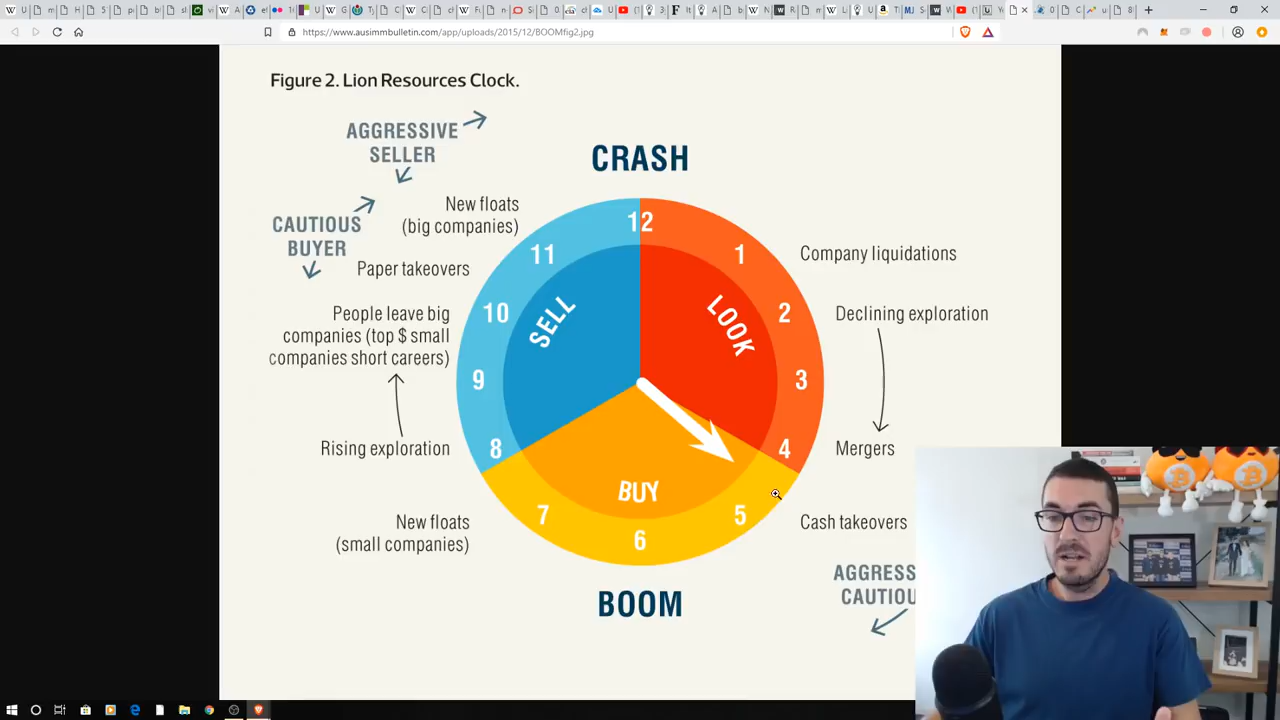 https://www.ausimmbulletin.com/app/uploads/2015/12/BOOMfig2.jpg
Figure 2. Lion Resources Clock.
AGGRESSIVE
SELLER
CRASH
CAUTIOUS
BUYER
New floats
(big companies)
Paper takeovers
People leave big
companies (top $ small
companies short careers)
Rising exploration
New floats
(small companies)
12
1
2
3
4
5
6
7
8
9
10
11
SELL
LOOK
BUY
Company liquidations
Declining exploration
Mergers
Cash takeovers
AGGRESS
CAUTIOU
BOOM